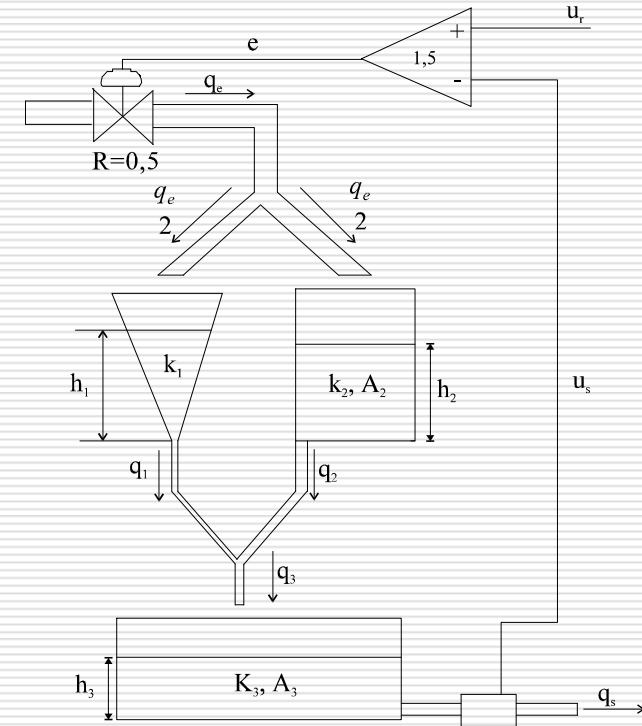 u_r
+
e
1,5
-
q_e
R=0,5
q_e
2
q_e
2
k_1
h_1
k_2, A_2
h_2
u_s
q_1
q_2
q_3
h_3
K_3, A_3
q_s